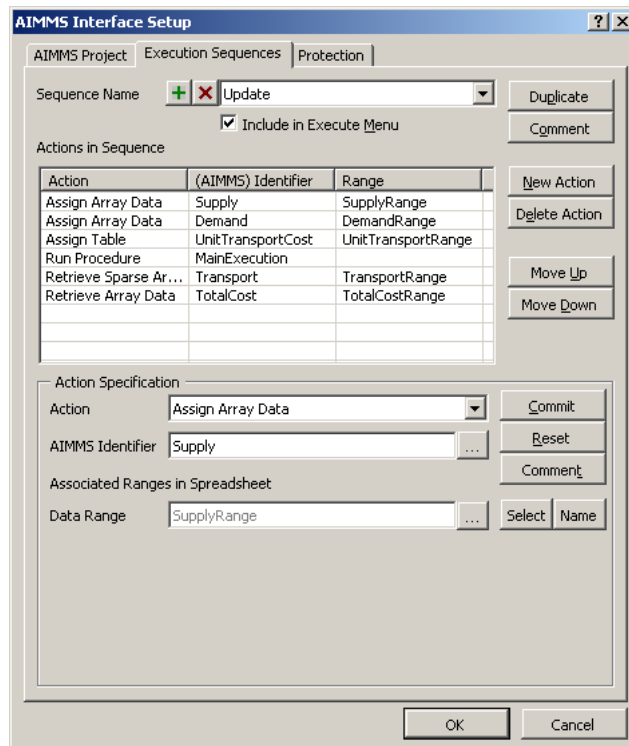 AIMMS Interface Setup
AIMMS Project Execution Sequences Protection
Sequence Name Update Duplicate
Include in Execute Menu Comment
Actions in Sequence
Action (AIMMS) Identifier Range New Action
Assign Array Data Supply SupplyRange
Assign Array Data Demand DemandRange Delete Action
Assign Table UnitTransportCost UnitTransportRange
Run Procedure MainExecution
Retrieve Sparse Ar... Transport TransportRange Move Up
Retrieve Array Data TotalCost TotalCostRange Move Down
Action Specification
Action Assign Array Data Commit
AIMMS Identifier Supply ... Reset
Comment
Associated Ranges in Spreadsheet
Data Range SupplyRange ... Select Name
OK Cancel